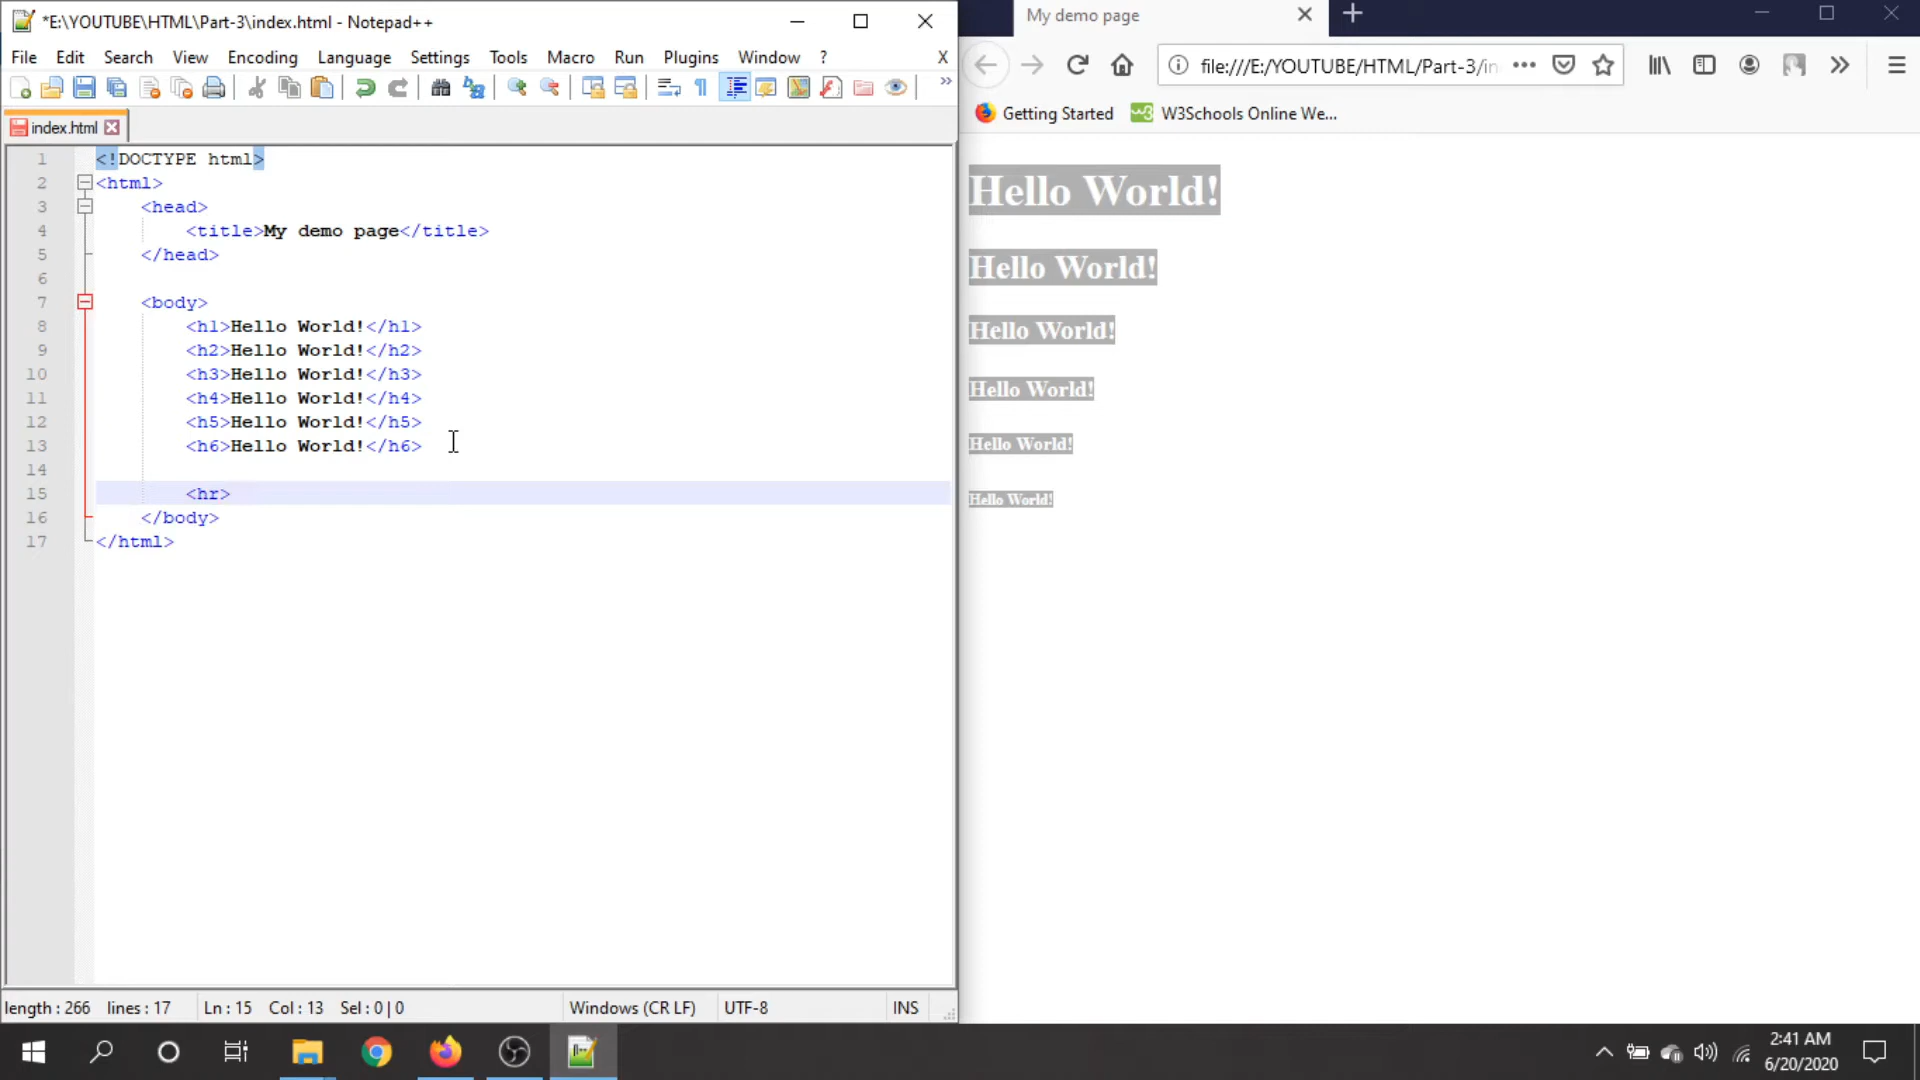 *E:\YOUTUBE\HTML\Part-3\index.html - Notepad++
File Edit Search View Encoding Language Settings Tools Macro Run Plugins Window ? X
index.html
1 <!DOCTYPE html>
2 <html>
3 <head>
4 <title>My demo page</title>
5 </head>
6
7 <body>
8 <h1>Hello World!</h1>
9 <h2>Hello World!</h2>
10 <h3>Hello World!</h3>
11 <h4>Hello World!</h4>
12 <h5>Hello World!</h5>
13 <h6>Hello World!</h6>
14
15 <hr>
16 </body>
17 </html>
length : 266 lines : 17 Ln : 15 Col : 13 Sel : 0 | 0 Windows (CR LF) UTF-8 INS
My demo page
file:///E:/YOUTUBE/HTML/Part-3/in
Getting Started W3Schools Online We...
Hello World!
Hello World!
Hello World!
Hello World!
Hello World!
Hello World!
2:41 AM
6/20/2020